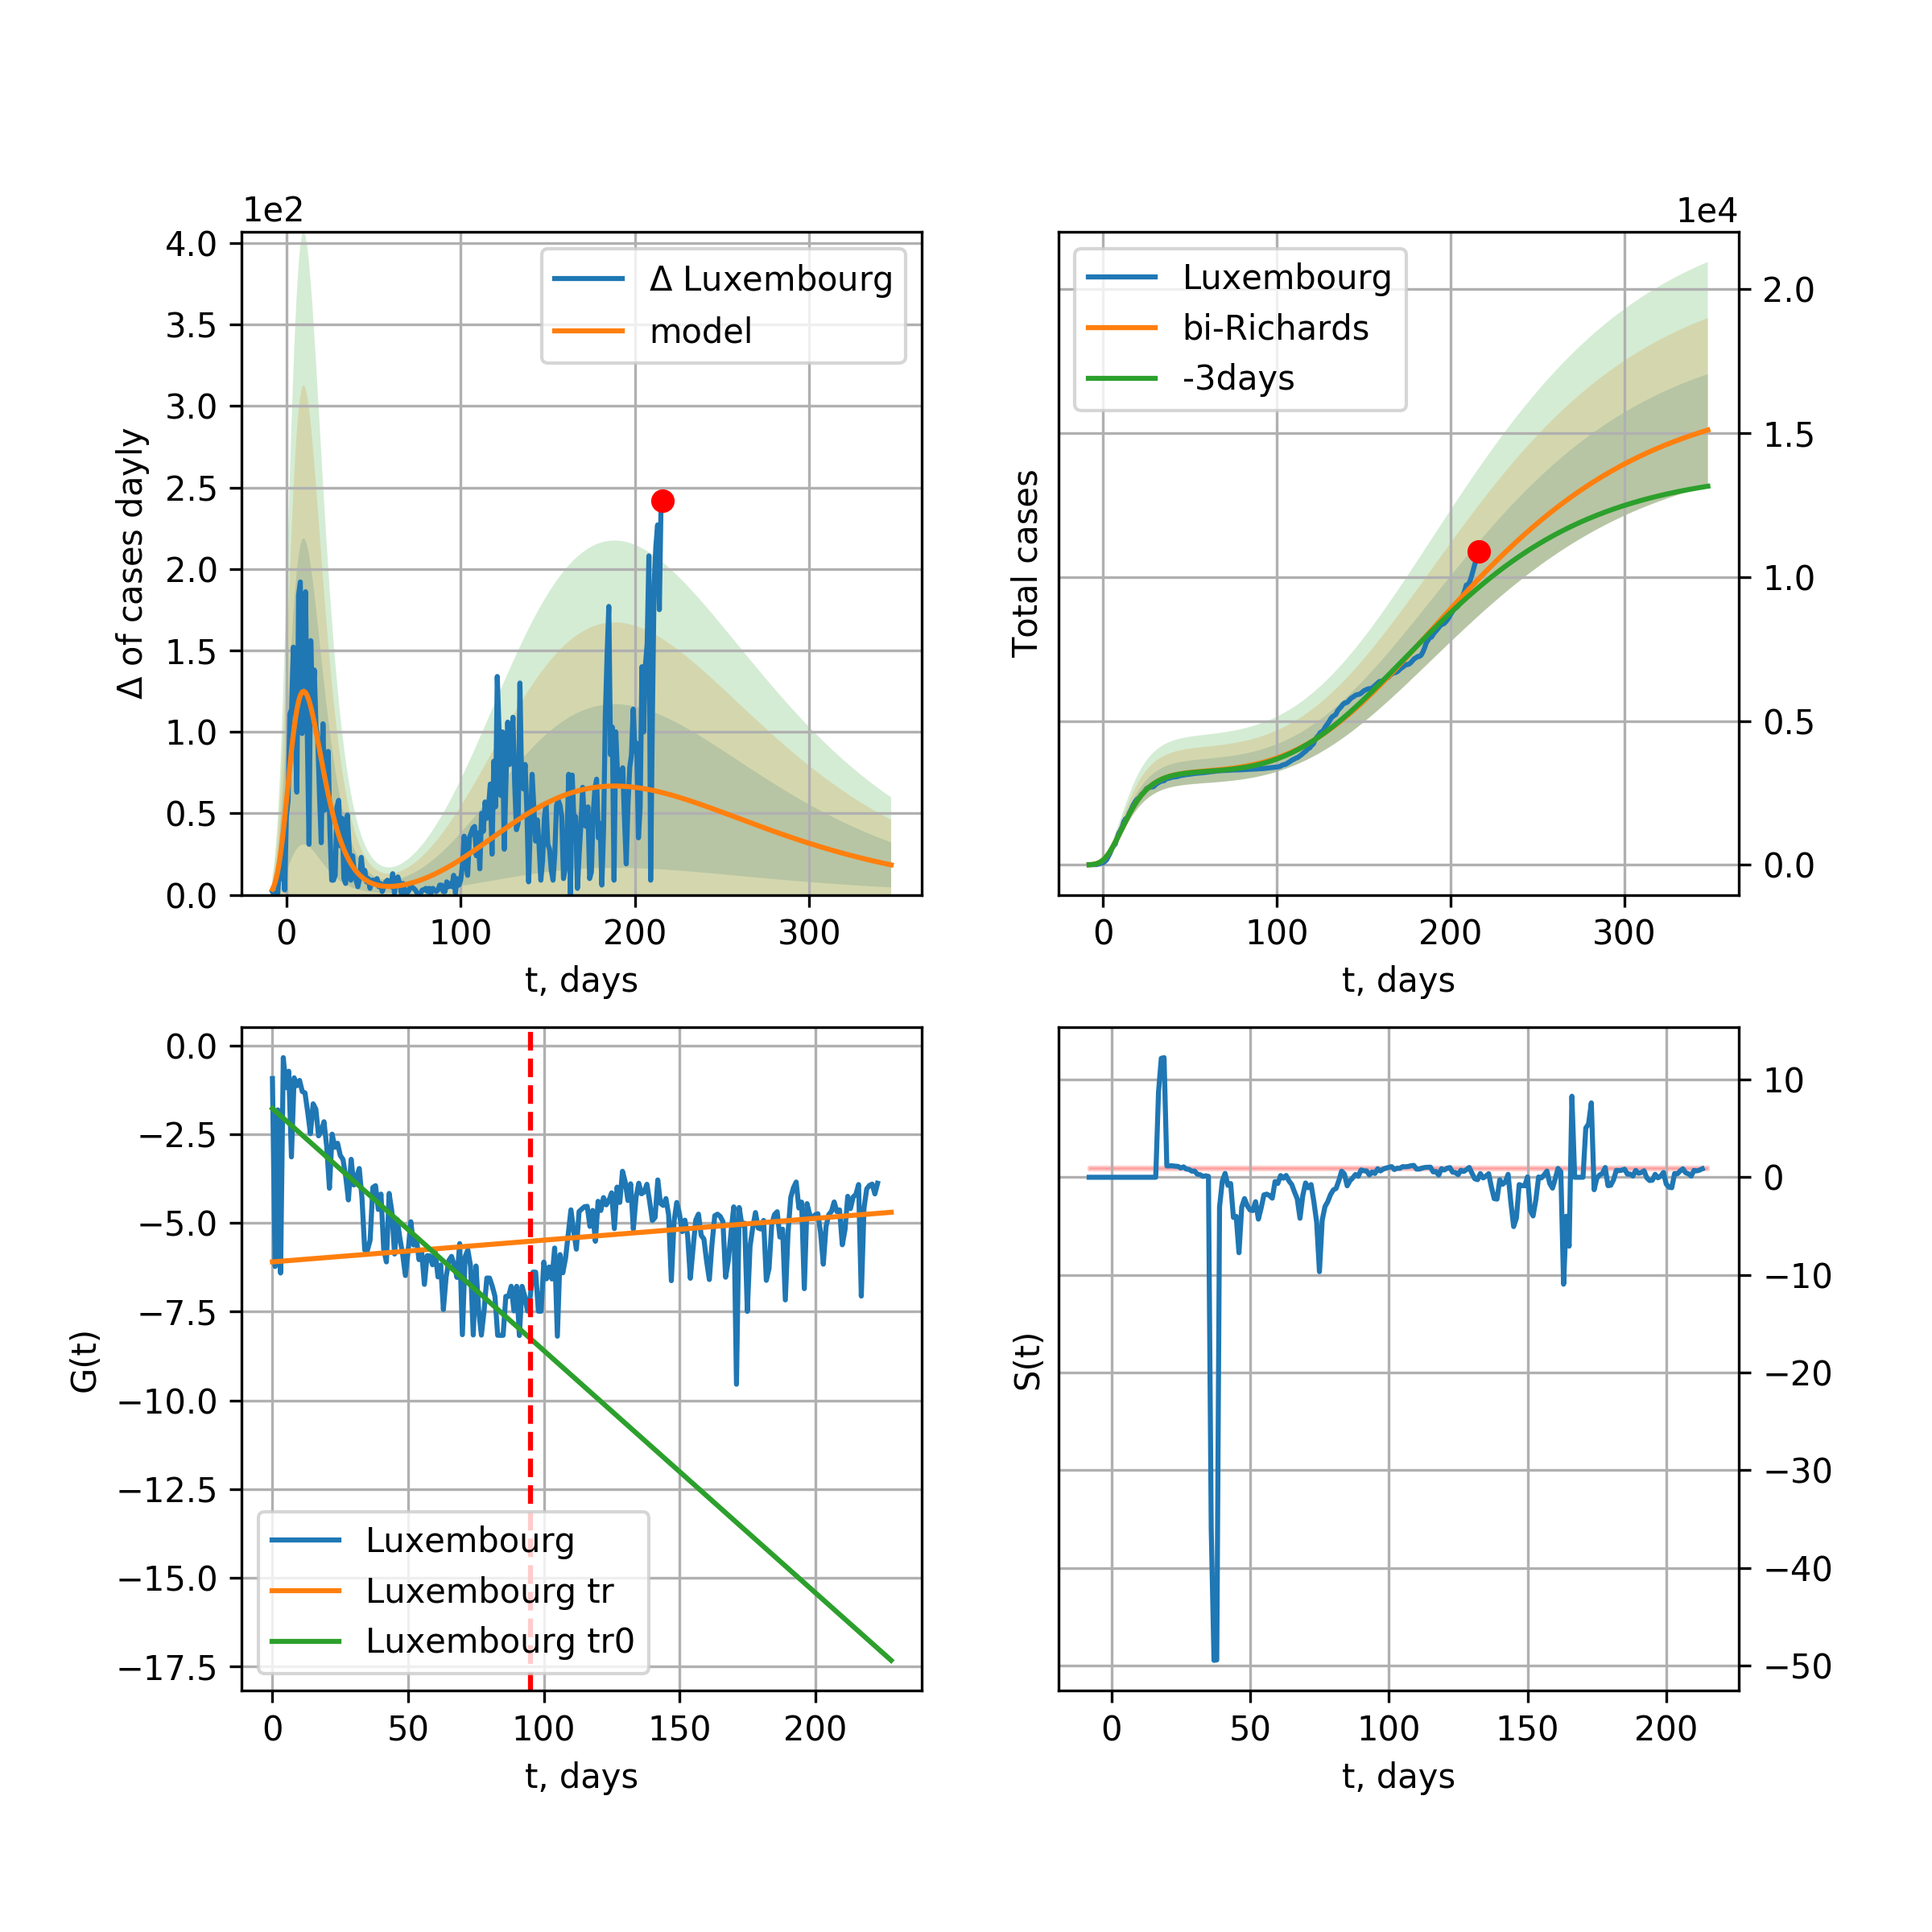 1e2
4.0
3.5
3.0
2.5
2.0
1.5
1.0
0.5
0.0
Δ of cases dayly
Δ Luxembourg
model
0 100 200 300
t, days
1e4
Luxembourg
bi-Richards
-3days
Total cases
2.0
1.5
1.0
0.5
0.0
0 100 200 300
t, days
0.0
−2.5
−5.0
−7.5
−10.0
−12.5
−15.0
−17.5
G(t)
Luxembourg
Luxembourg tr
Luxembourg tr0
0 50 100 150 200
t, days
S(t)
10
0
−10
−20
−30
−40
−50
0 50 100 150 200
t, days